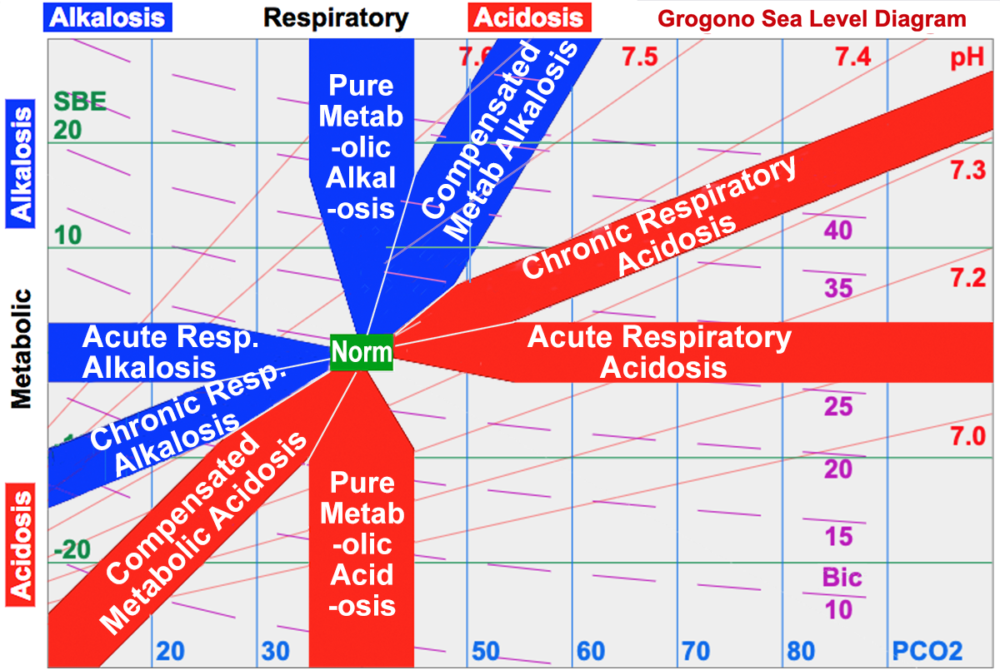 Alkalosis
Respiratory
Acidosis
Grogono Sea Level Diagram
7.6
7.5
7.4
pH
Pure
Metab
-olic
Alkal
-osis
Compensated
Metab Alkalosis
SBE
20
Alkalosis
7.3
Chronic Respiratory
Acidosis
40
10
7.2
35
Metabolic
Acute Resp.
Alkalosis
Norm
Acute Respiratory
Acidosis
Chronic Resp.
Alkalosis
25
7.0
20
Compensated
Metabolic Acidosis
Pure
Metab
-olic
Acid
-osis
Acidosis
-20
15
Bic
10
20
30
50
60
70
80
PCO2